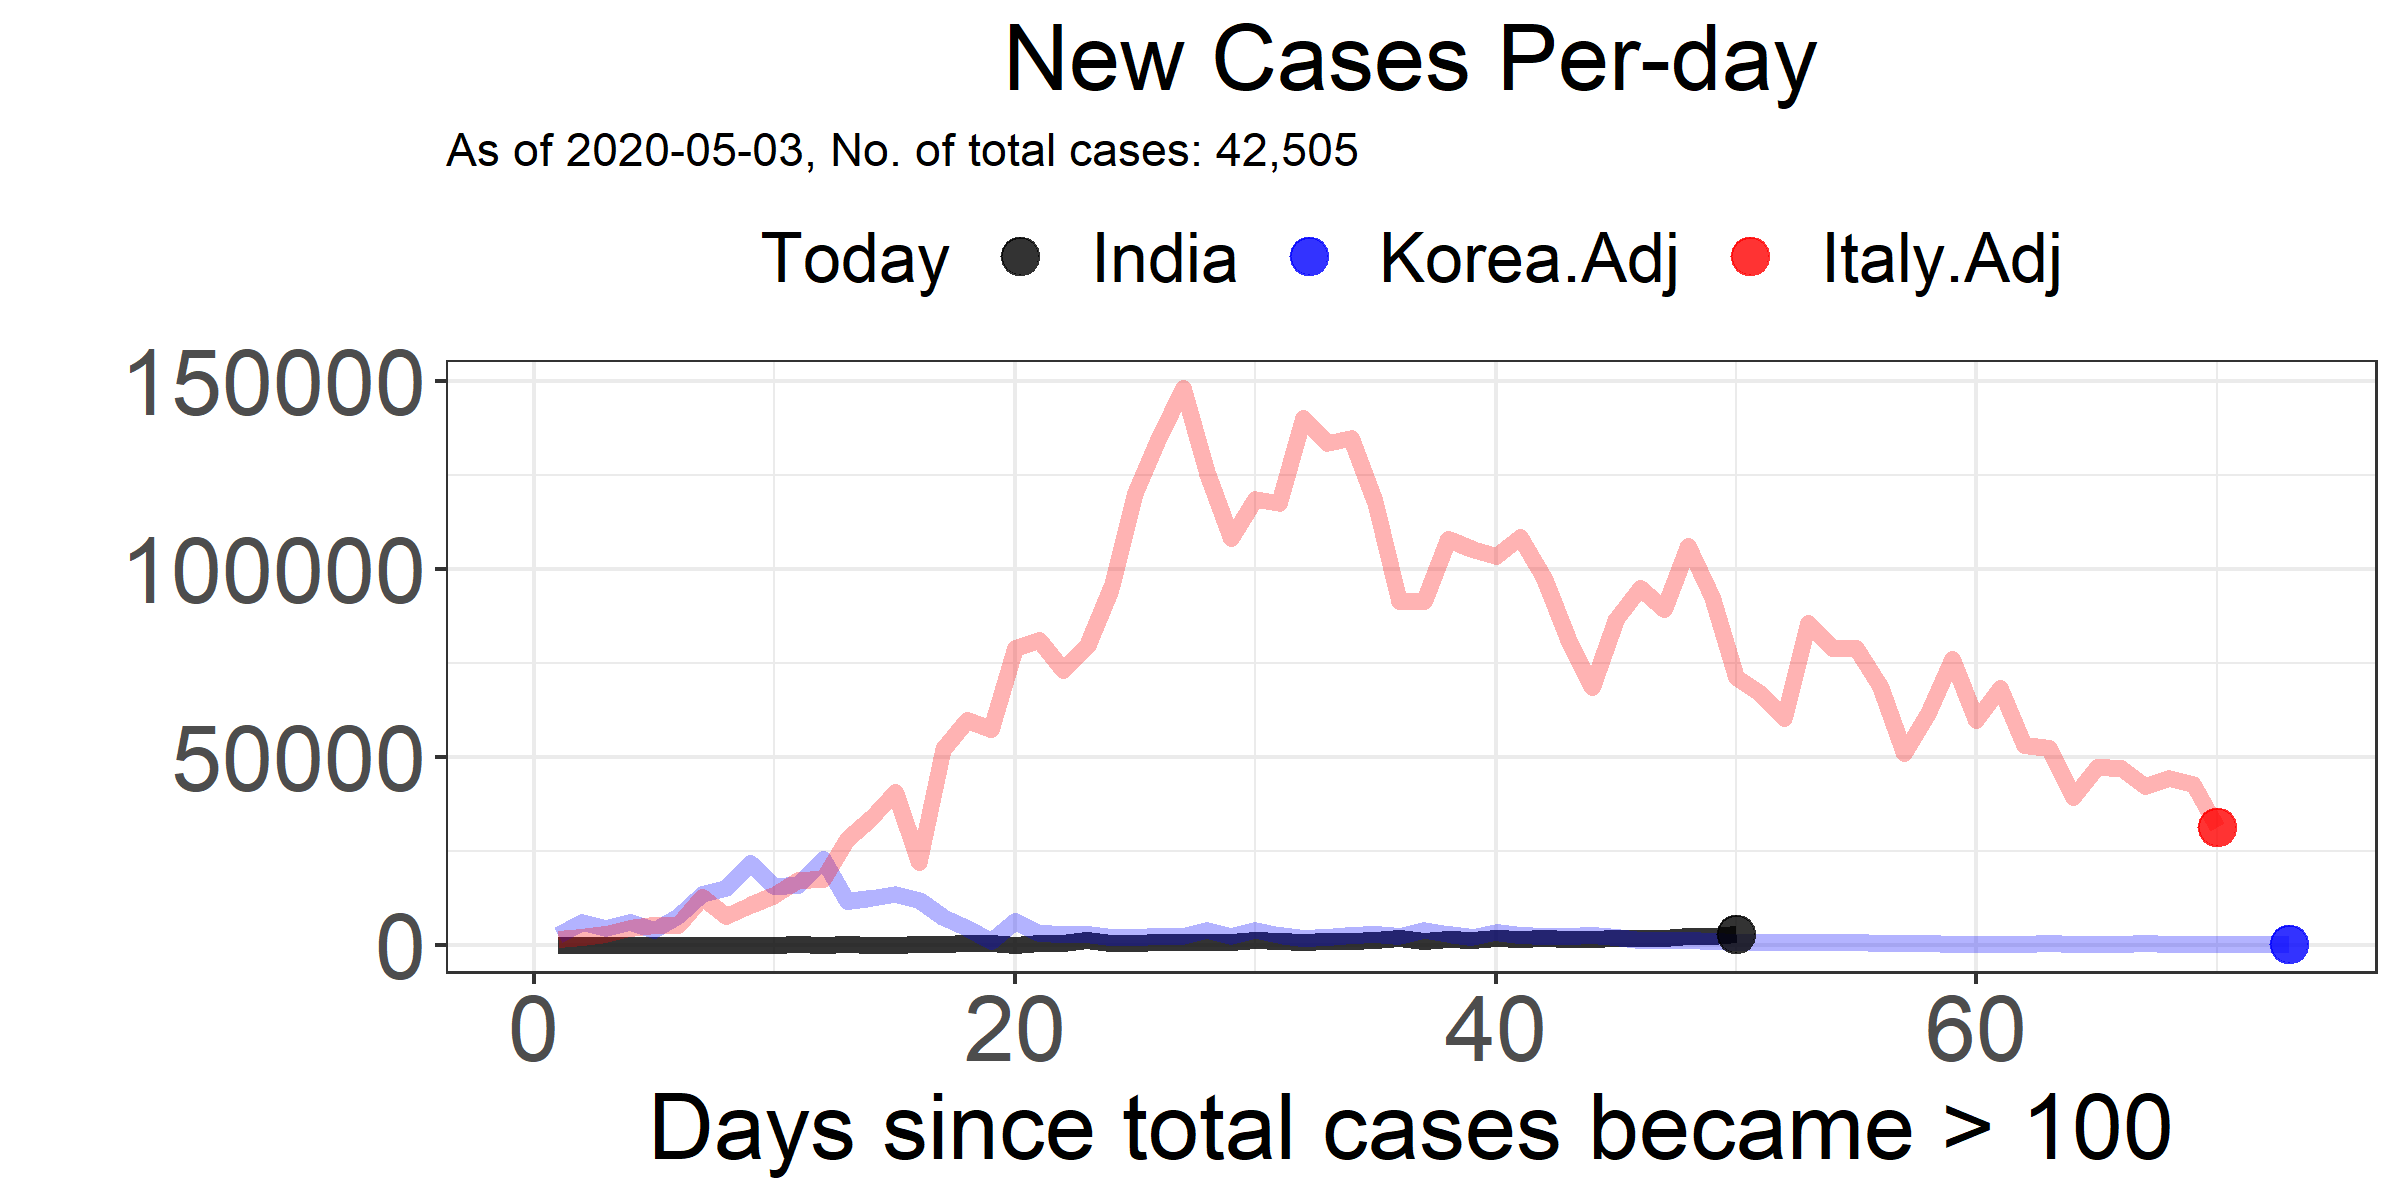 New Cases Per-day
As of 2020-05-03, No. of total cases: 42,505
Today India Korea.Adj Italy.Adj
150000
100000
50000
0
0 20 40 60
Days since total cases became > 100